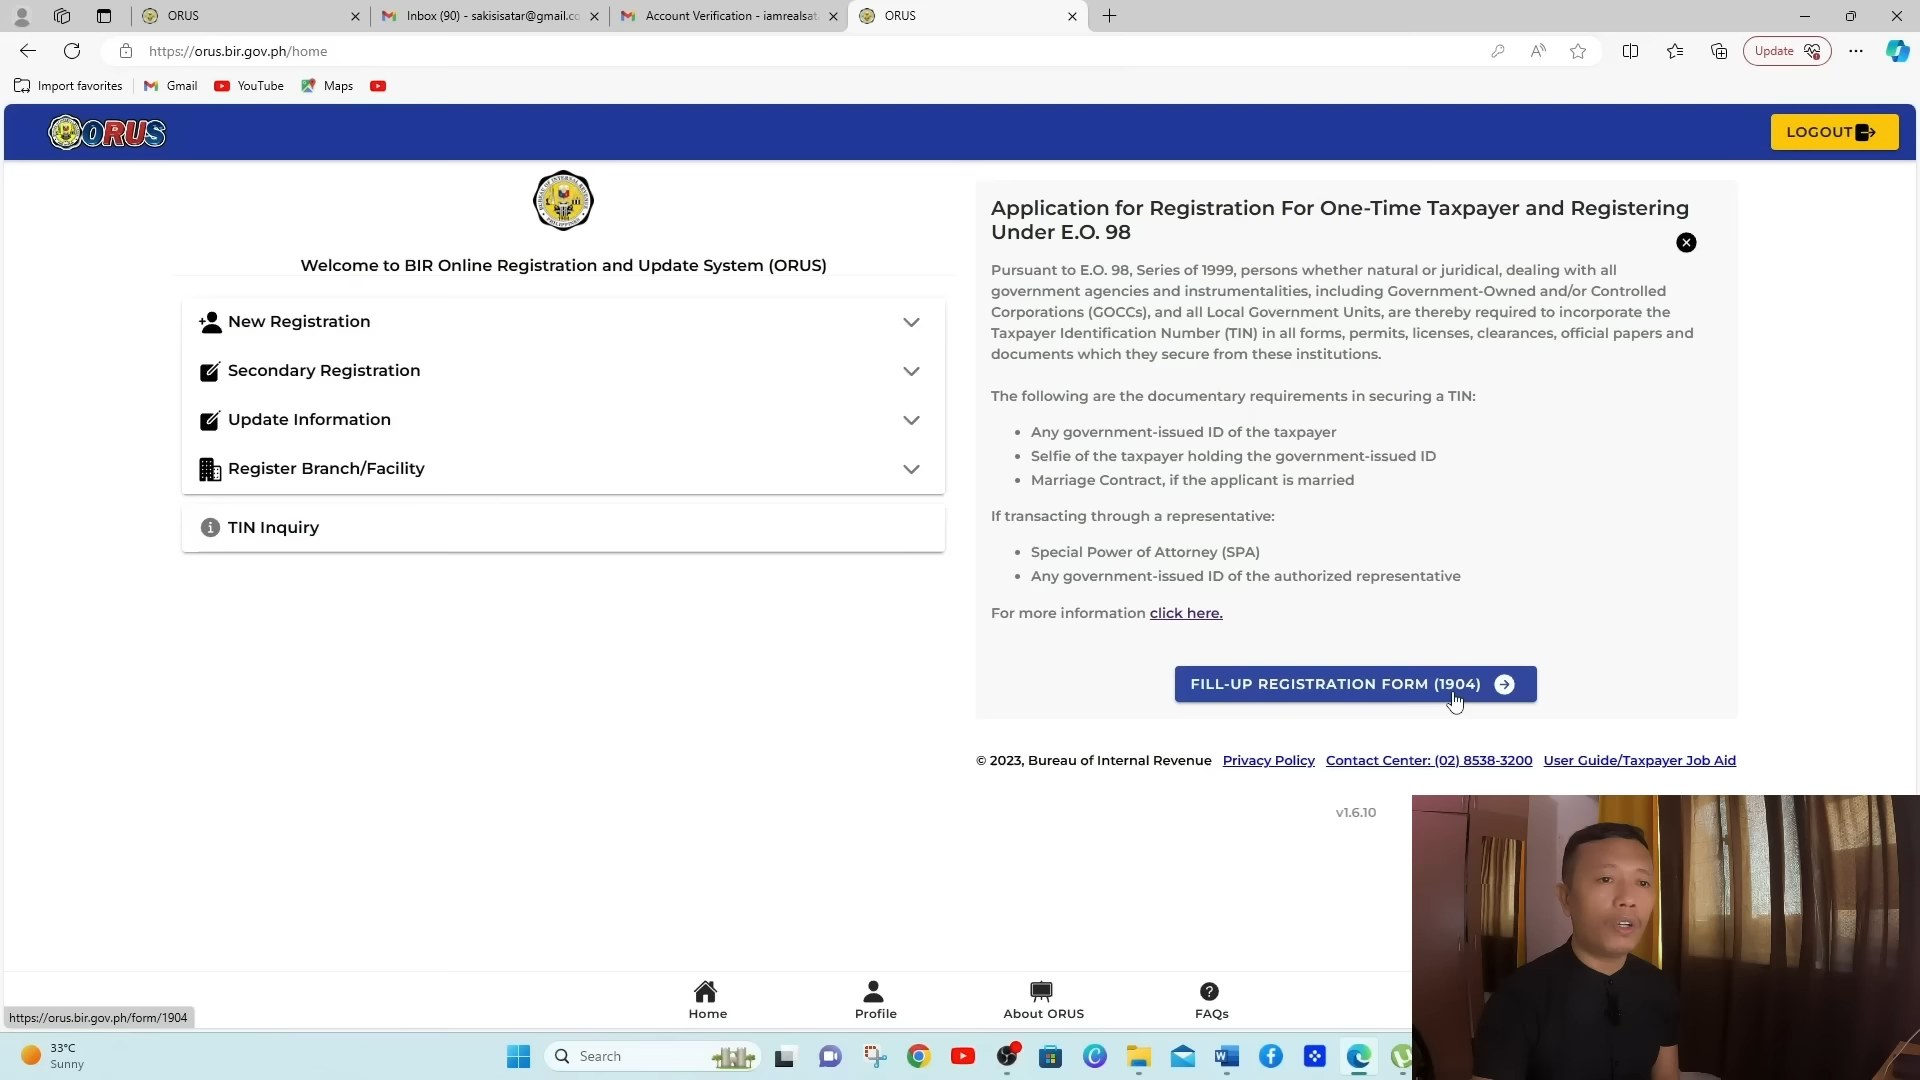 ORUS
Inbox (90) - sakisisatar@gmail.cc
Account Verification - iamrealsat
ORUS
https://orus.bir.gov.ph/home
Update
Import favorites
Gmail
YouTube
Maps
ORUS
LOGOUT
Welcome to BIR Online Registration and Update System (ORUS)
New Registration
Secondary Registration
Update Information
Register Branch/Facility
TIN Inquiry
Application for Registration For One-Time Taxpayer and Registering
Under E.O. 98
Pursuant to E.O. 98, Series of 1999, persons whether natural or juridical, dealing with all
government agencies and instrumentalities, including Government-Owned and/or Controlled
Corporations (GOCCs), and all Local Government Units, are thereby required to incorporate the
Taxpayer Identification Number (TIN) in all forms, permits, licenses, clearances, official papers and
documents which they secure from these institutions.
The following are the documentary requirements in securing a TIN:
• Any government-issued ID of the taxpayer
• Selfie of the taxpayer holding the government-issued ID
• Marriage Contract, if the applicant is married
If transacting through a representative:
• Special Power of Attorney (SPA)
• Any government-issued ID of the authorized representative
For more information click here.
FILL-UP REGISTRATION FORM (1904)
© 2023, Bureau of Internal Revenue Privacy Policy Contact Center: (02) 8538-3200 User Guide/Taxpayer Job Aid
v1.6.10
Home
Profile
About ORUS
FAQs
https://orus.bir.gov.ph/form/1904
33°C
Sunny
Search